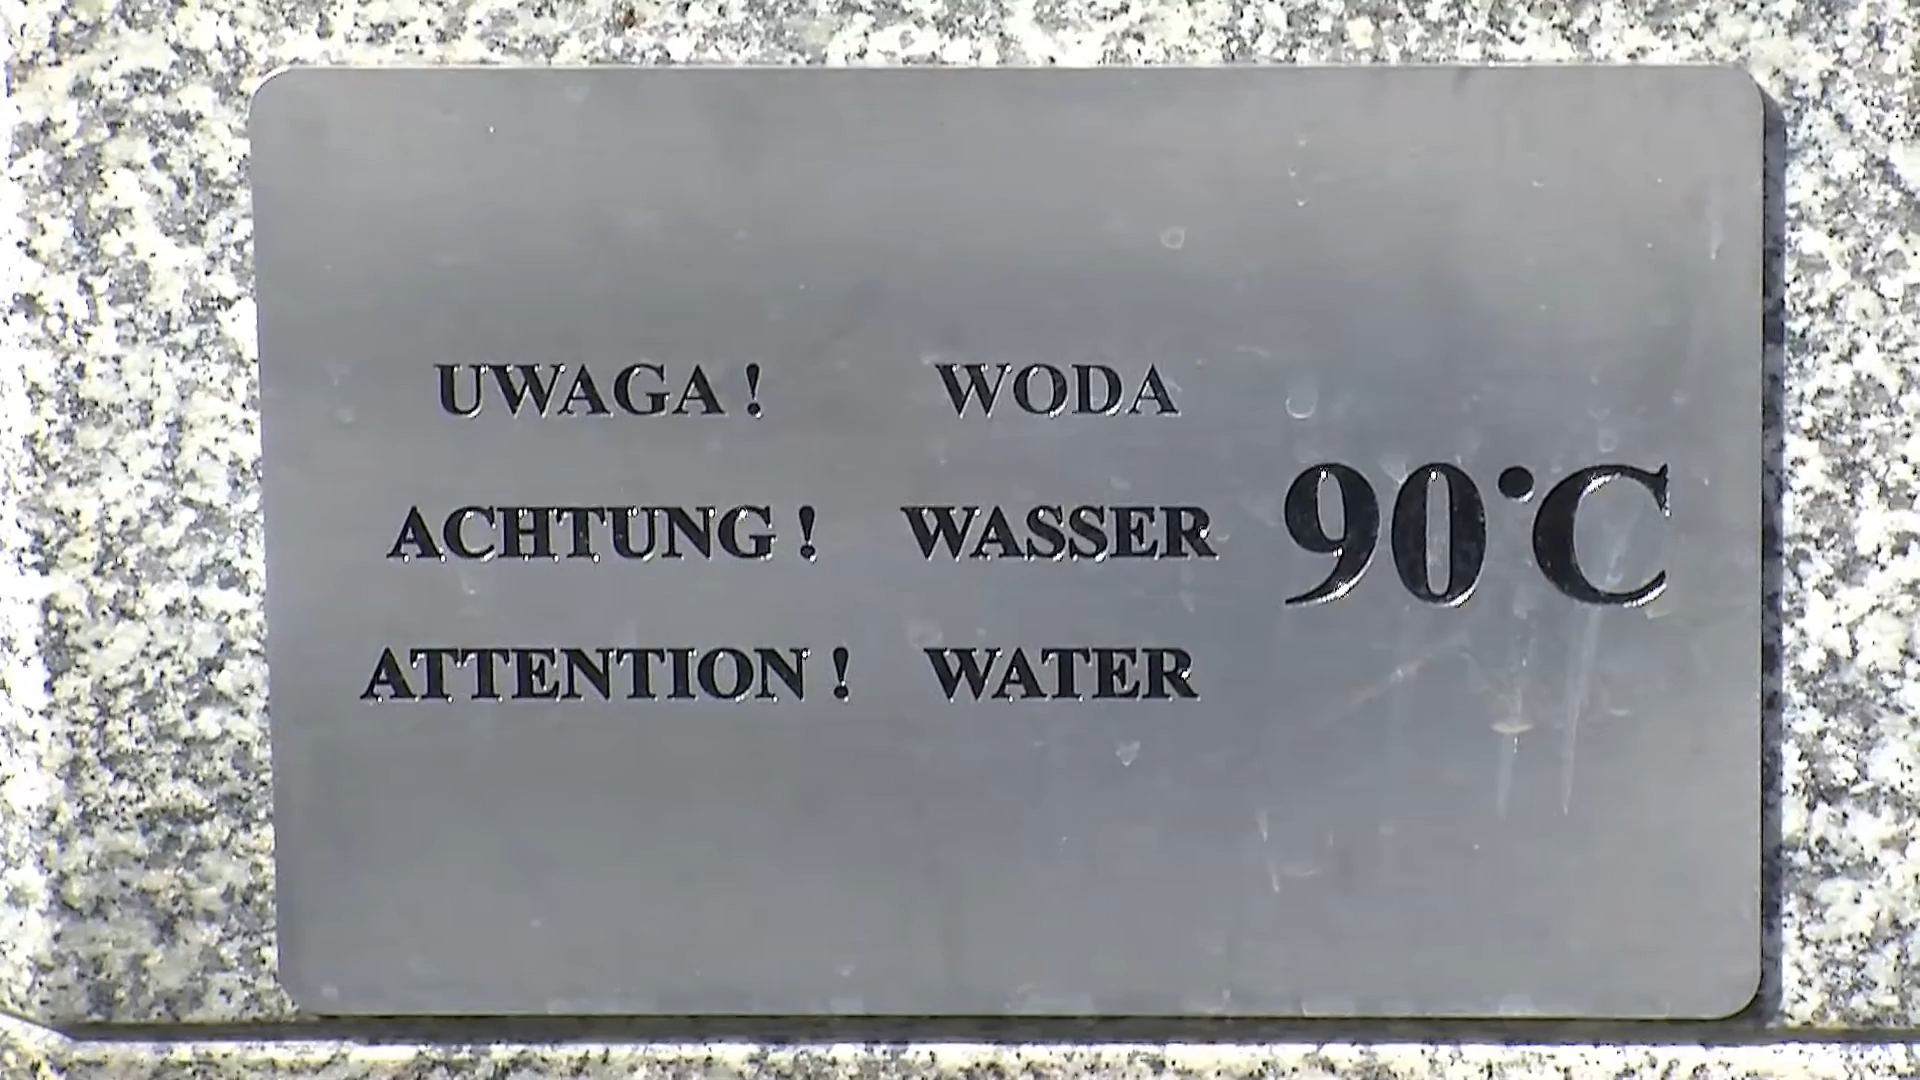 UWAGA ! WODA
ACHTUNG ! WASSER 90°C
ATTENTION ! WATER